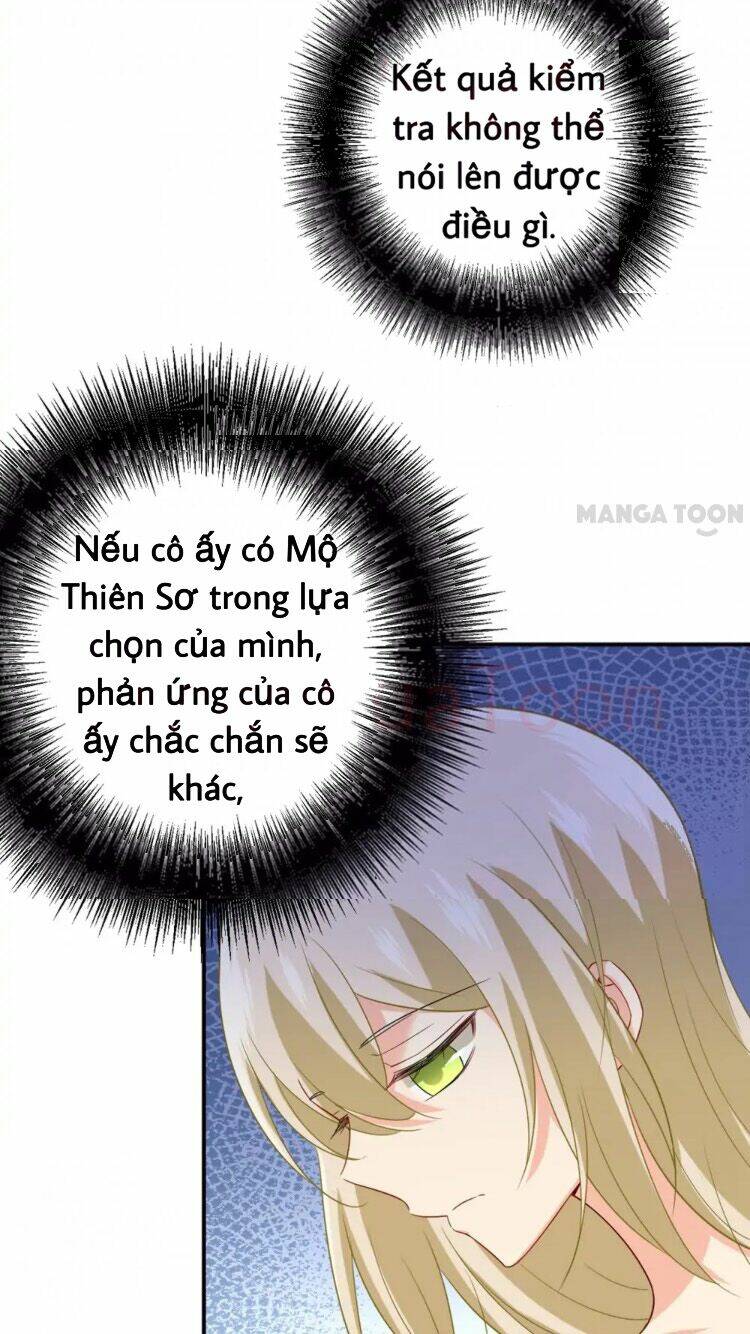 Kết quả kiểm
tra không thể
nói lên được
điều gì.
MANGA TOON
Nếu cô ấy có Mộ
Thiên Sơ trong lựa
chọn của mình,
phản ứng của cô
ấy chắc chắn sẽ
khác,